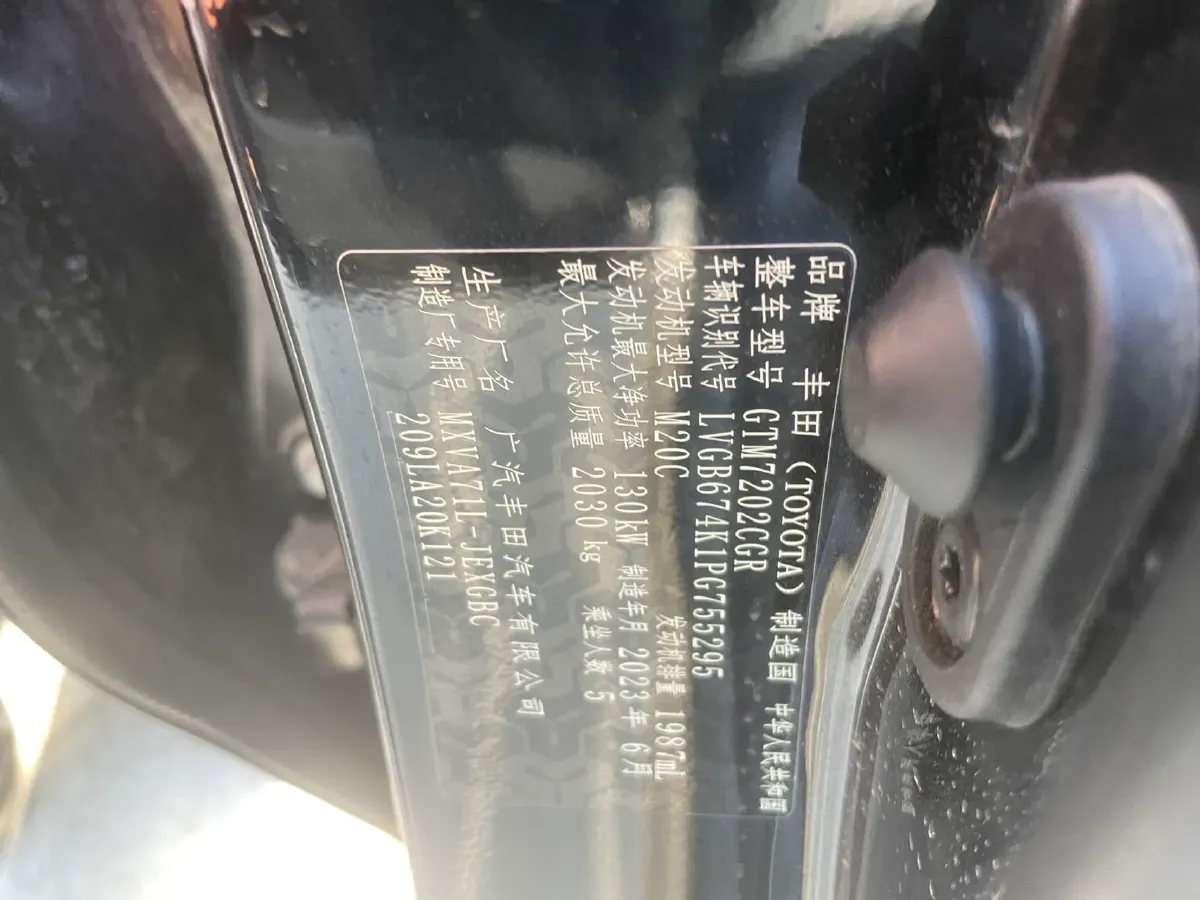 品牌 丰田 (TOYOTA) 制造国 中华人民共和国
整车型号 GTM7202CGR
车辆识别代号 LVGB674K1PG755295
发动机型号 M20C 发动机排量 1987mL
发动机最大净功率 130kW 制造年月 2023 年 6 月
最大允许总质量 2030 kg 乘坐人数 5
生产厂名 广汽丰田汽车有限公司
制造厂专用号 MXVA71L-JEXGBC
209LA20K121